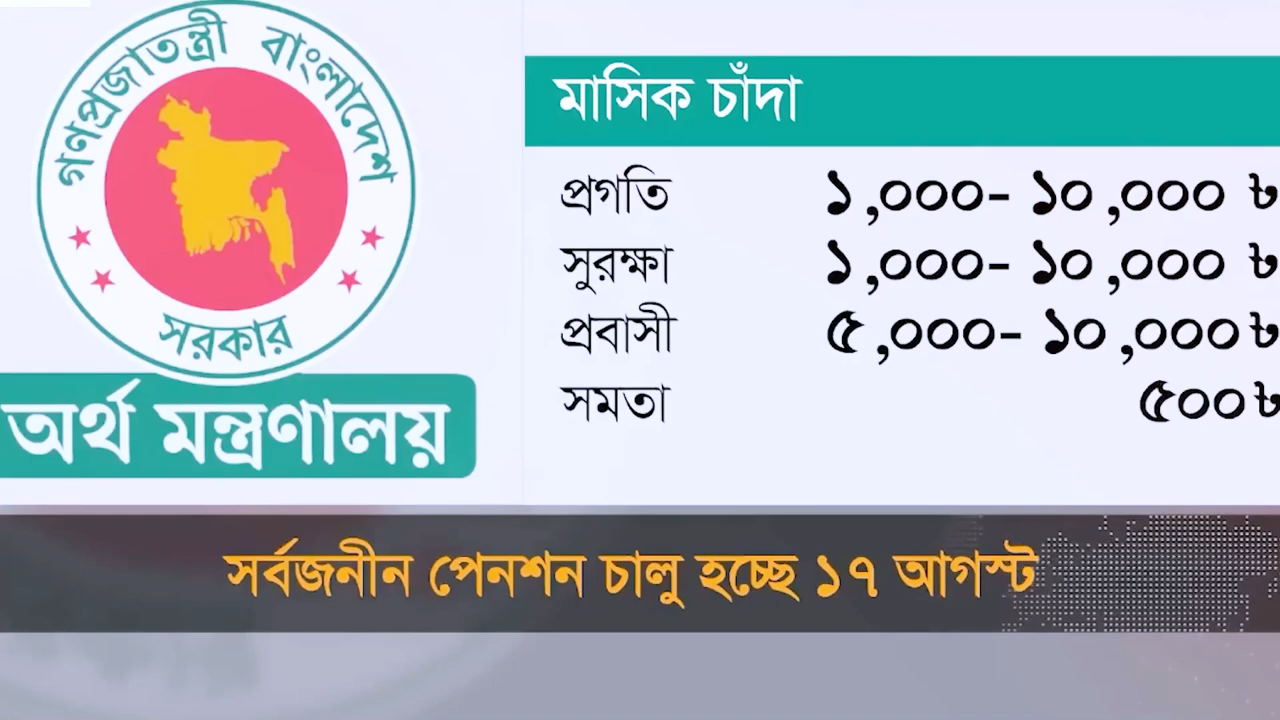 গণপ্রজাতন্ত্রী বাংলাদেশ
সরকার
অর্থ মন্ত্রণালয়
মাসিক চাঁদা
প্রগতি ১,০০০- ১০,০০০ ৳
সুরক্ষা ১,০০০- ১০,০০০ ৳
প্রবাসী ৫,০০০- ১০,০০০৳
সমতা ৫০০৳
সর্বজনীন পেনশন চালু হচ্ছে ১৭ আগস্ট